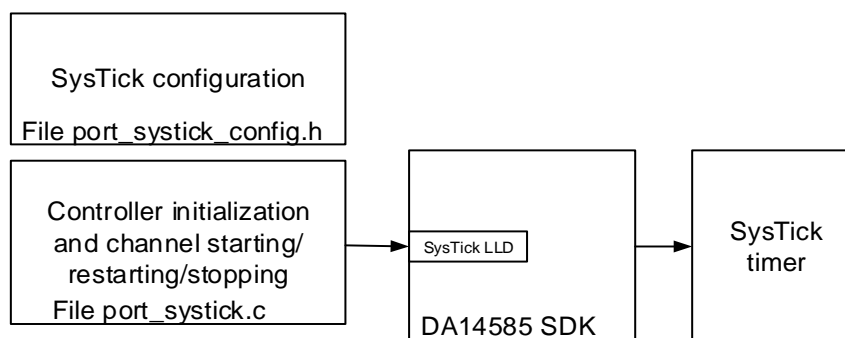 SysTick configuration
File port_systick_config.h
Controller initialization
and channel starting/
restarting/stopping
File port_systick.c
SysTick LLD
DA14585 SDK
SysTick
timer